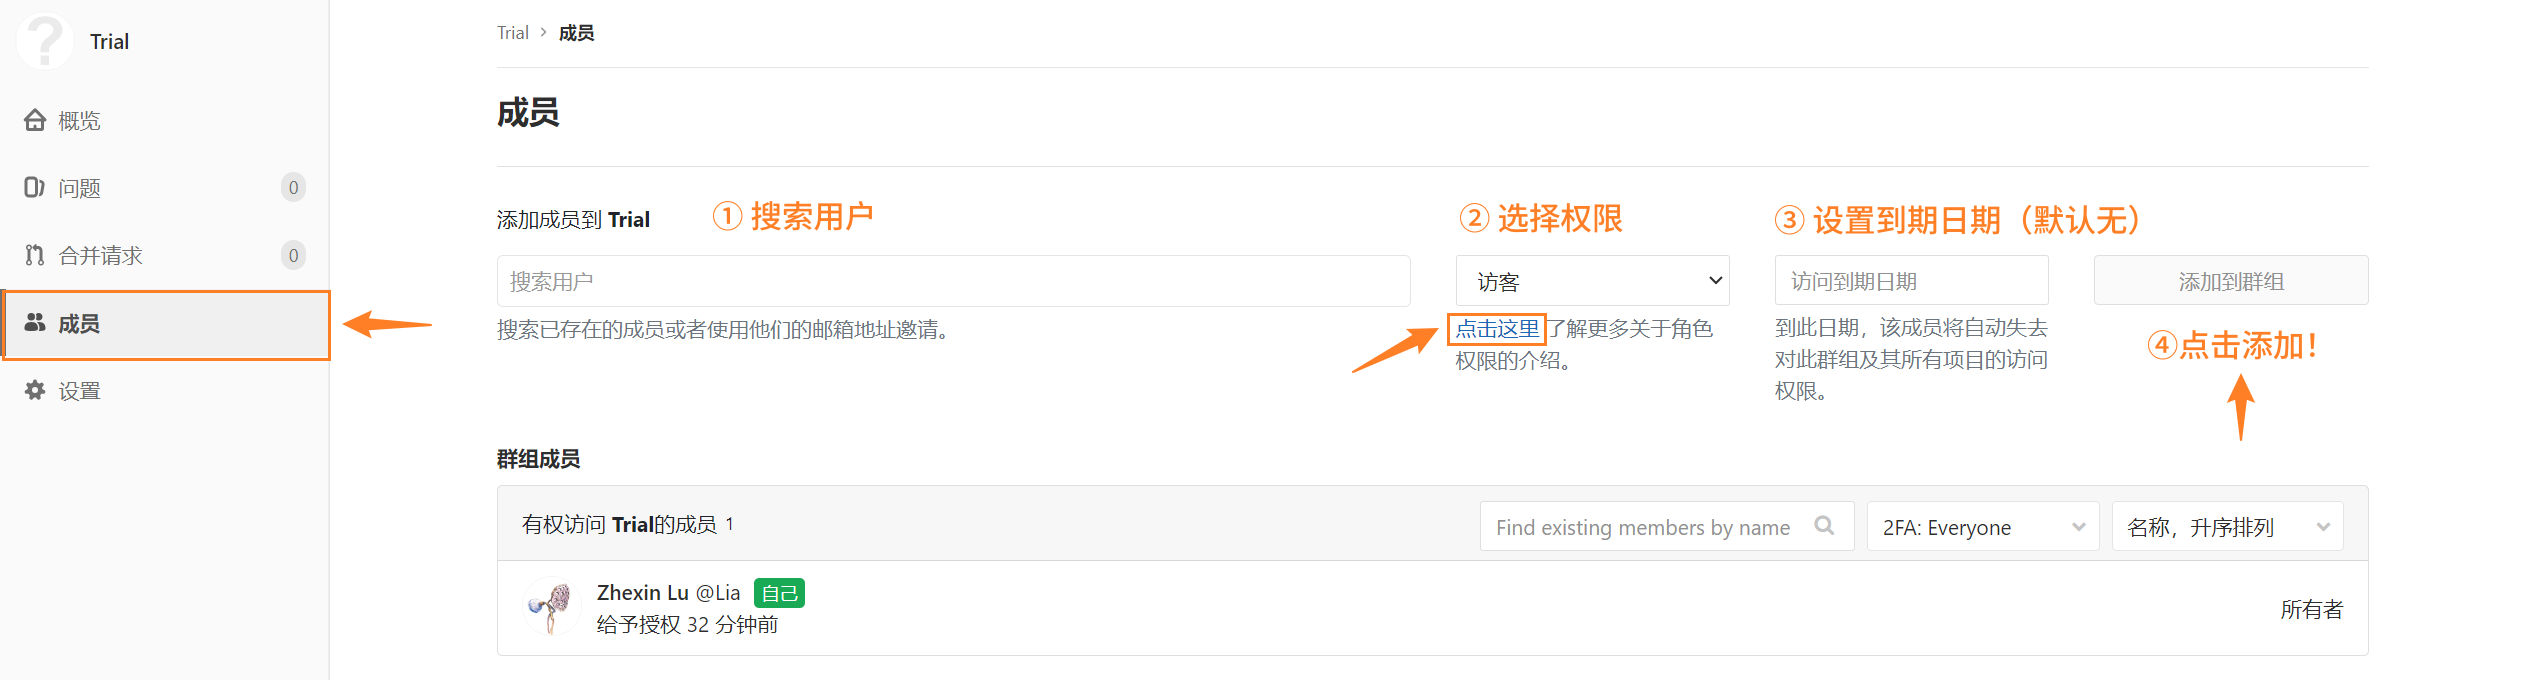 Trial
概览
问题 0
合并请求 0
成员
设置
Trial › 成员
成员
添加成员到 Trial
① 搜索用户
② 选择权限
③ 设置到期日期（默认无）
搜索用户
访客
访问到期日期
添加到群组
搜索已存在的成员或者使用他们的邮箱地址邀请。
点击这里了解更多关于角色
权限的介绍。
到此日期，该成员将自动失去
对此群组及其所有项目的访问
权限。
④点击添加！
群组成员
有权访问 Trial的成员 1
Find existing members by name
2FA: Everyone
名称，升序排列
Zhexin Lu @Lia 自己
给予授权 32 分钟前
所有者